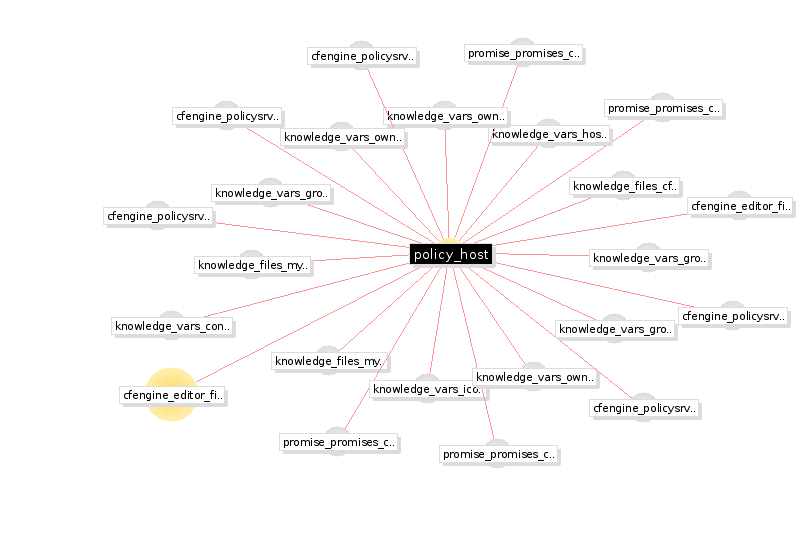 promise_promises_c..
cfengine_policysrv..
promise_promises_c..
cfengine_policysrv..
knowledge_vars_own..
knowledge_vars_hos..
knowledge_vars_own..
knowledge_files_cf..
knowledge_vars_gro..
cfengine_editor_fi..
cfengine_policysrv..
policy_host
knowledge_vars_gro..
knowledge_files_my..
cfengine_policysrv..
knowledge_vars_con..
knowledge_vars_gro..
knowledge_files_my..
knowledge_vars_own..
knowledge_vars_ico..
cfengine_editor_fi..
cfengine_policysrv..
promise_promises_c..
promise_promises_c..